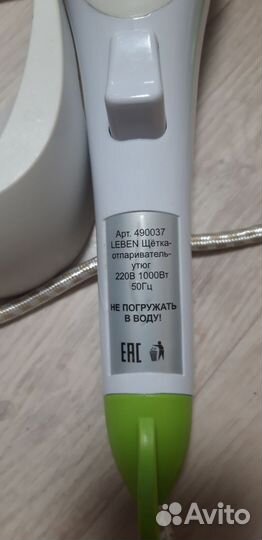 Арт. 490037
LEBEN Щётка-
отпариватель-
утюг
220В 1000Вт
50Гц
НЕ ПОГРУЖАТЬ
В ВОДУ!
EAC
Avito